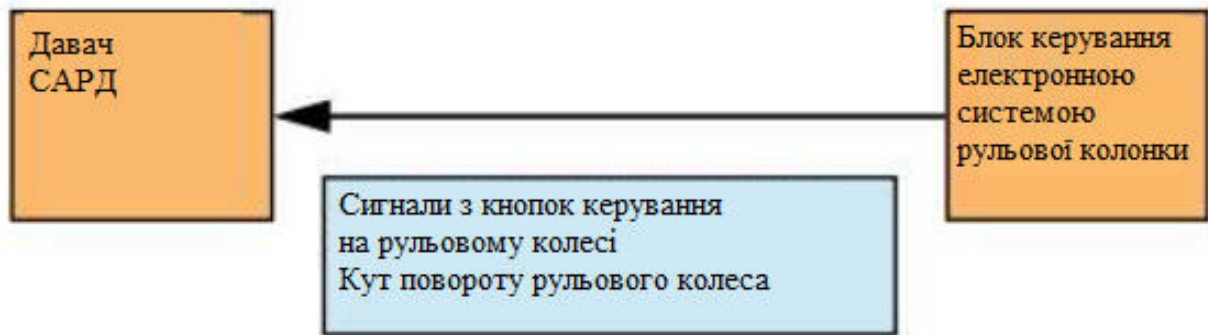 Давач
САРД
Блок керування
електронною
системою
рульової колонки
Сигнали з кнопок керування
на рульовому колесі
Кут повороту рульового колеса